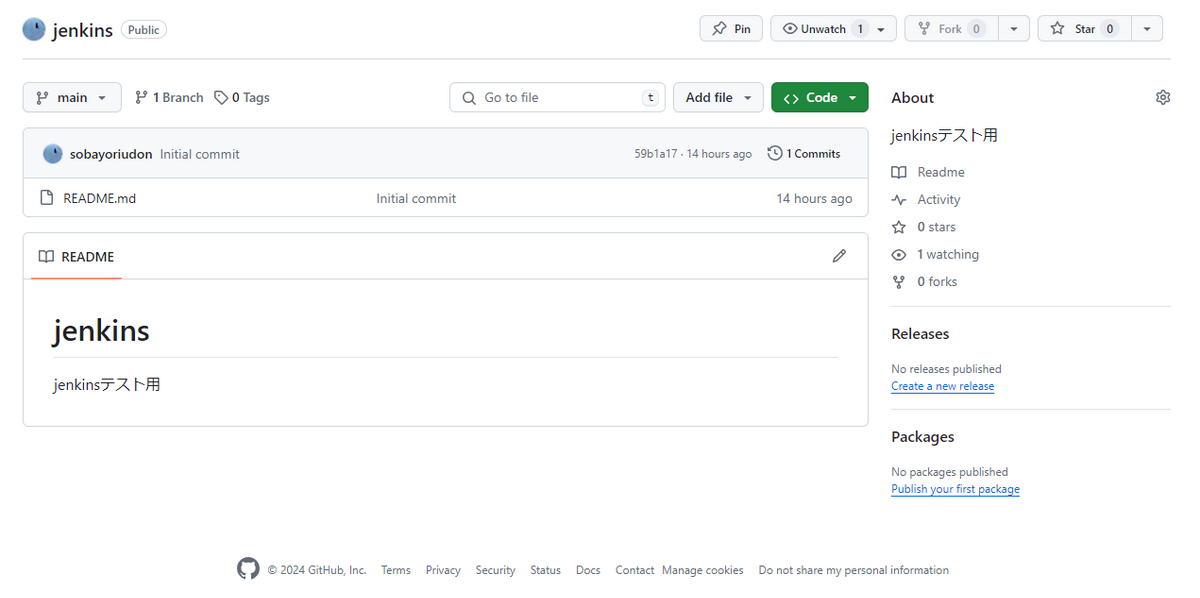 jenkins Public Pin Unwatch 1 Fork 0 Star 0
main 1 Branch 0 Tags Go to file t Add file Code
sobayoriudon Initial commit 59b1a17 · 14 hours ago 1 Commits
README.md Initial commit 14 hours ago
README
jenkins
jenkinsテスト用
About
jenkinsテスト用
Readme
Activity
0 stars
1 watching
0 forks
Releases
No releases published
Create a new release
Packages
No packages published
Publish your first package
© 2024 GitHub, Inc. Terms Privacy Security Status Docs Contact Manage cookies Do not share my personal information